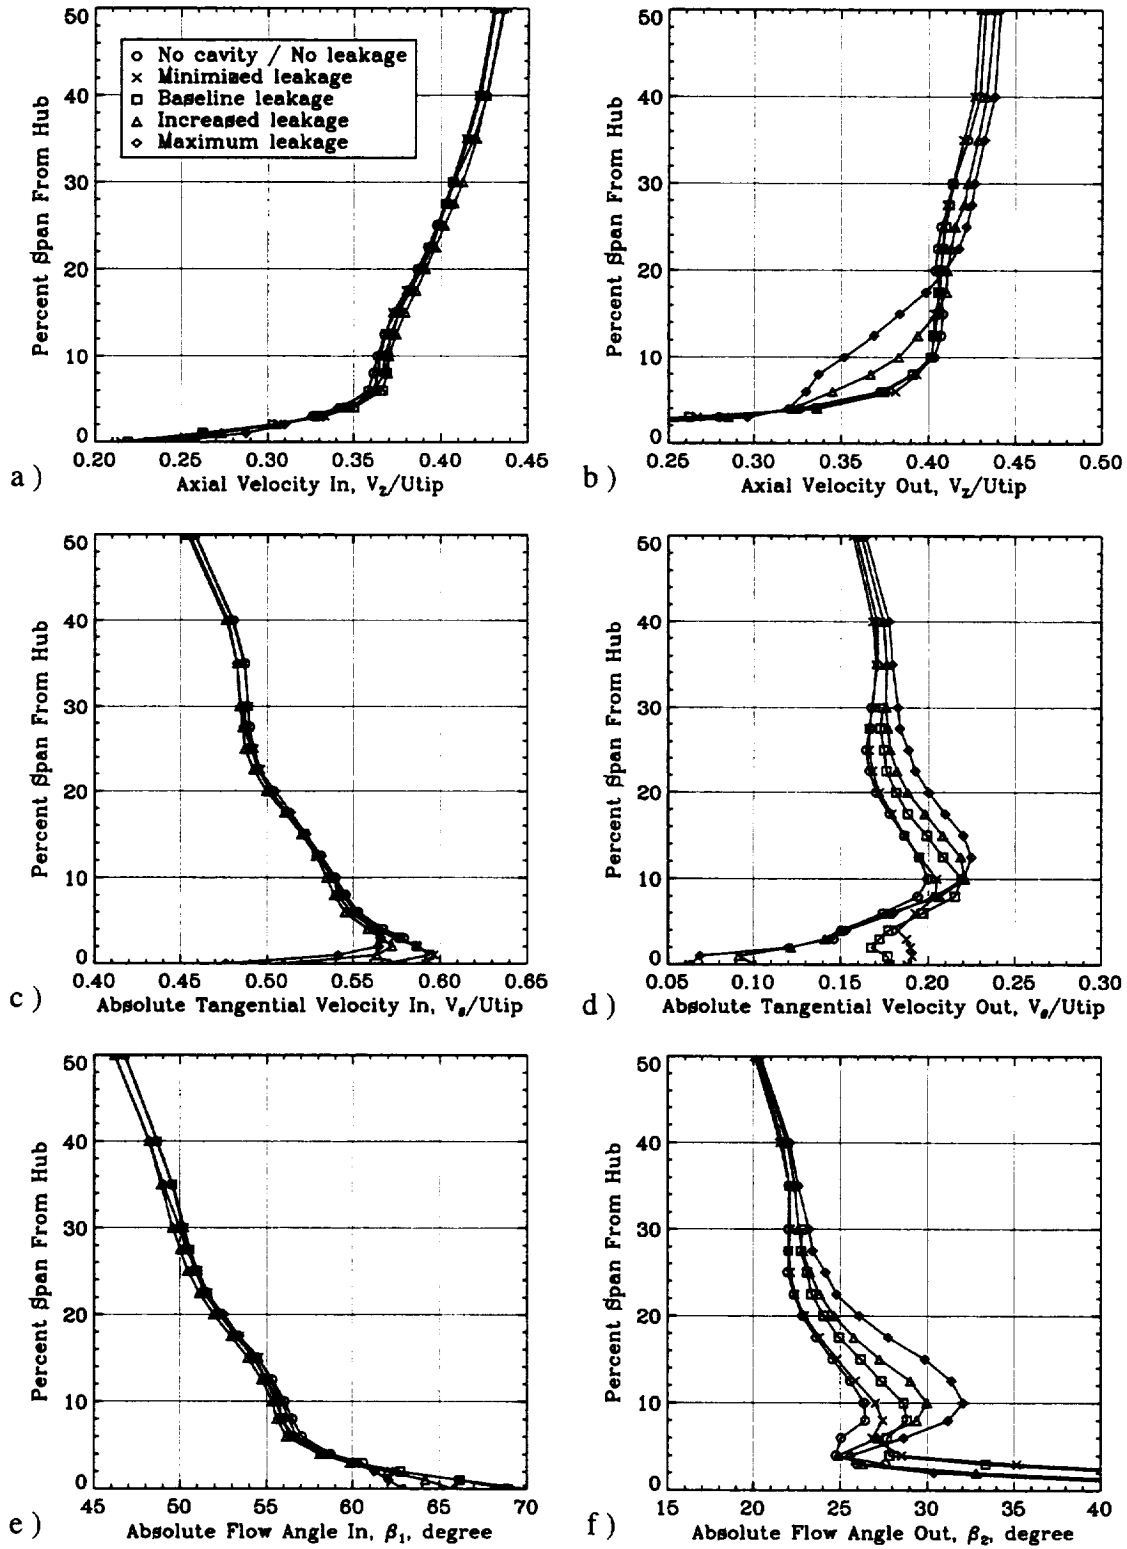 50
40
30
20
10
0
Percent Span From Hub
○ No cavity / No leakage
× Minimized leakage
□ Baseline leakage
△ Increased leakage
◇ Maximum leakage
0.20 0.25 0.30 0.35 0.40 0.45
a) Axial Velocity In, Vz/Utip
50
40
30
20
10
0
Percent Span From Hub
0.25 0.30 0.35 0.40 0.45 0.50
b) Axial Velocity Out, Vz/Utip
50
40
30
20
10
0
Percent Span From Hub
0.40 0.45 0.50 0.55 0.60 0.65
c) Absolute Tangential Velocity In, Vθ/Utip
50
40
30
20
10
0
Percent Span From Hub
0.05 0.10 0.15 0.20 0.25 0.30
d) Absolute Tangential Velocity Out, Vθ/Utip
50
40
30
20
10
0
Percent Span From Hub
45 50 55 60 65 70
e) Absolute Flow Angle In, β₁, degree
50
40
30
20
10
0
Percent Span From Hub
15 20 25 30 35 40
f) Absolute Flow Angle Out, β₂, degree